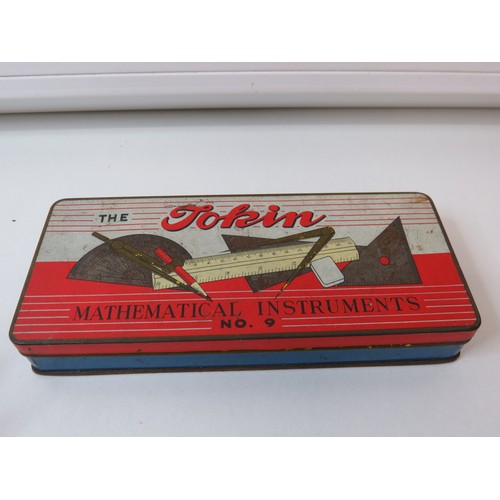 THE Tokin
MATHEMATICAL INSTRUMENTS
NO. 9